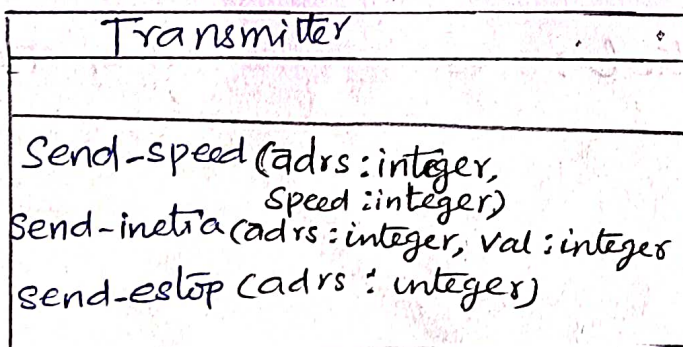 Transmitter
Send-speed (adrs : integer,
Speed : integer)
Send-inetia (adrs : integer, val : integer
send-estop (adrs : integer)